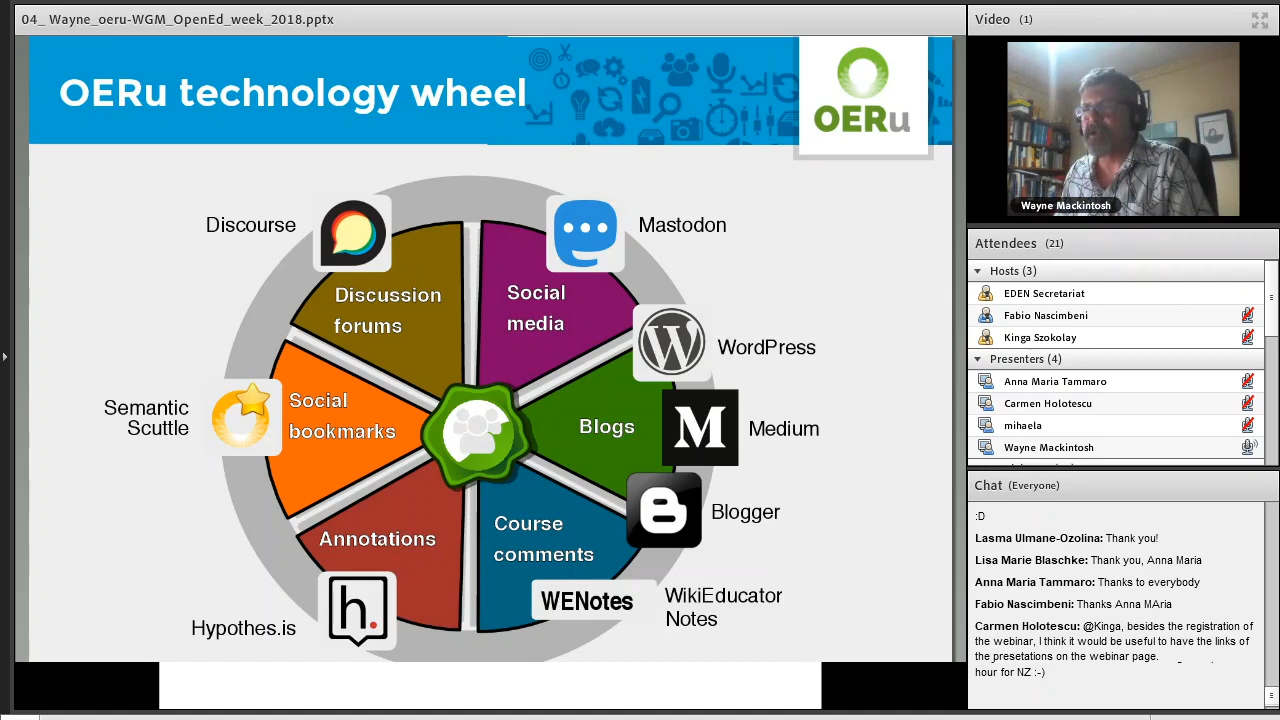 04_ Wayne_oeru-WGM_OpenEd_week_2018.pptx
OERu technology wheel
OERu
Discourse
Mastodon
Discussion
forums
Social
media
WordPress
Semantic
Scuttle
Social
bookmarks
Blogs
Medium
Blogger
Annotations
Course
comments
h.
Hypothes.is
WENotes
WikiEducator
Notes
Video (1)
Wayne Mackintosh
Attendees (21)
Hosts (3)
EDEN Secretariat
Fabio Nascimbeni
Kinga Szokolay
Presenters (4)
Anna Maria Tammaro
Carmen Holotescu
mihaela
Wayne Mackintosh
Chat (Everyone)
:D
Lasma Ulmane-Ozolina: Thank you!
Lisa Marie Blaschke: Thank you, Anna Maria
Anna Maria Tammaro: Thanks to everybody
Fabio Nascimbeni: Thanks Anna MAria
Carmen Holotescu: @Kinga, besides the registration of
the webinar, I think it would be useful to have the links of
the presetations on the webinar page.
hour for NZ :-)